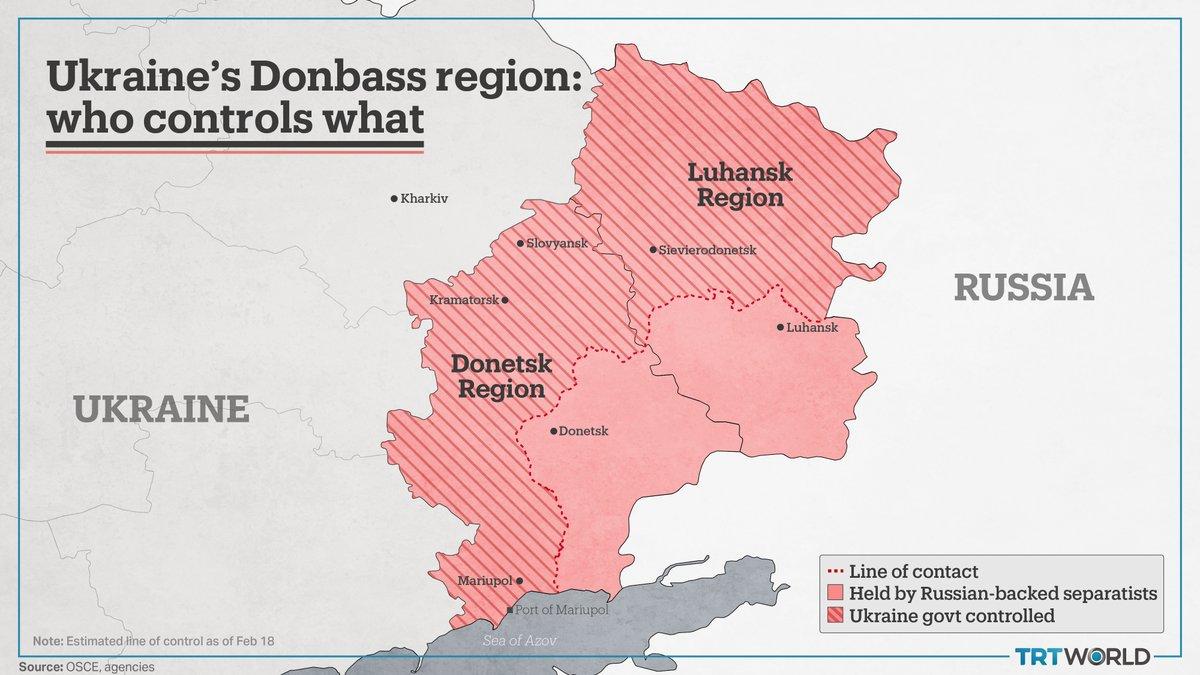 Ukraine's Donbass region:
who controls what
Luhansk
Region
Kharkiv
Slovyansk
Sievierodonetsk
RUSSIA
Kramatorsk
Luhansk
Donetsk
Region
UKRAINE
Donetsk
Mariupol
Port of Mariupol
Sea of Azov
Line of contact
Held by Russian-backed separatists
Ukraine govt controlled
Note: Estimated line of control as of Feb 18
Source: OSCE, agencies
TRTWORLD